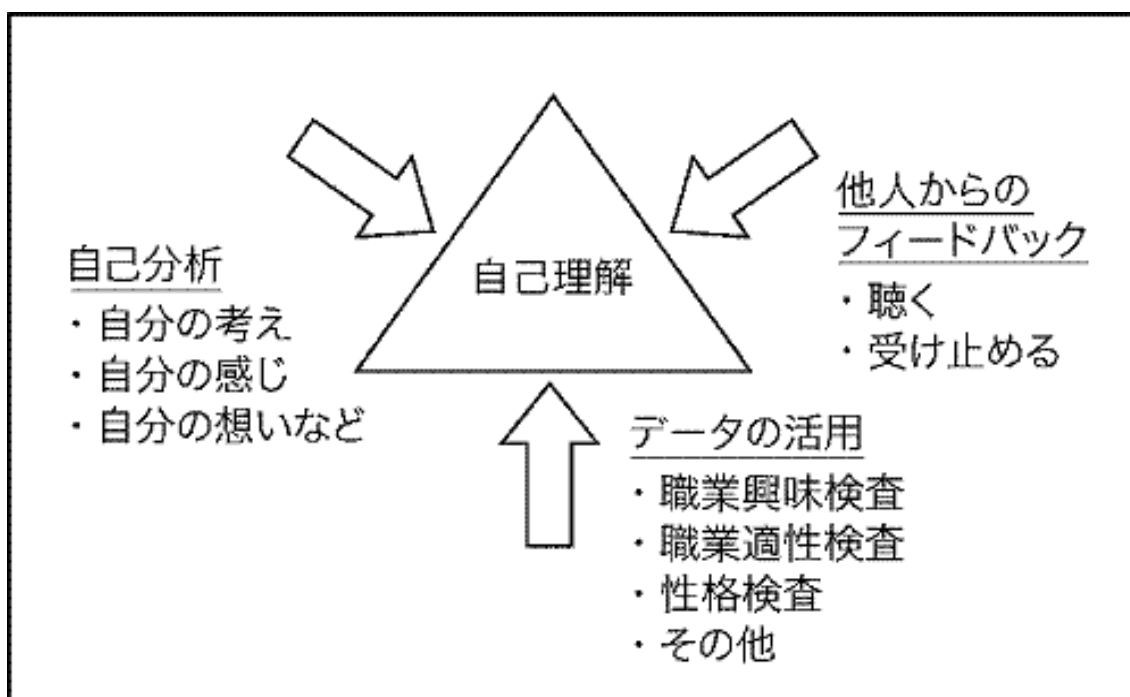 自己理解
自己分析
・自分の考え
・自分の感じ
・自分の想いなど
他人からの
フィードバック
・聴く
・受け止める
データの活用
・職業興味検査
・職業適性検査
・性格検査
・その他